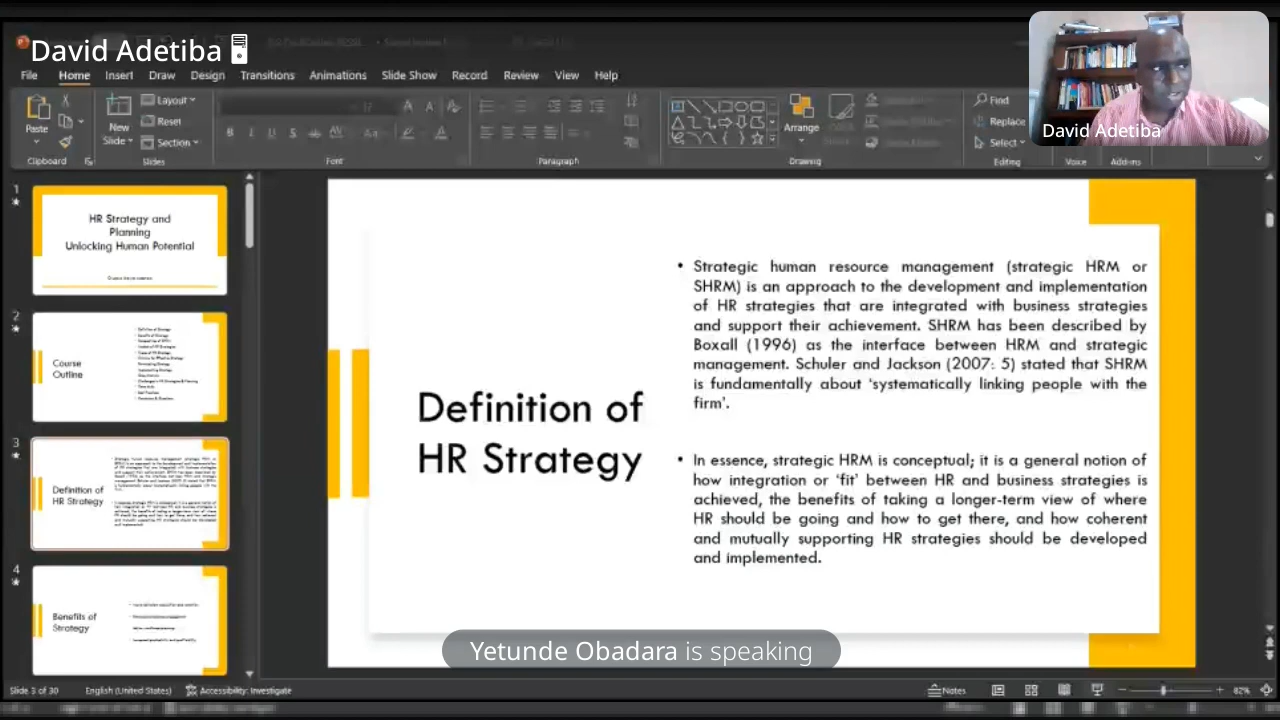 David Adetiba
File Home Insert Draw Design Transitions Animations Slide Show Record Review View Help
Paste
Clipboard
New
Slide
Layout
Reset
Section
Slides
Font
Paragraph
Arrange
Drawing
Find
Replace
Select
Editing
Voice
Add-ins
David Adetiba
1
HR Strategy and
Planning
Unlocking Human Potential
2
Course
Outline
3
Definition of
HR Strategy
4
Benefits of
Strategy
Definition of
HR Strategy
• Strategic human resource management (strategic HRM or
SHRM) is an approach to the development and implementation
of HR strategies that are integrated with business strategies
and support their achievement. SHRM has been described by
Boxall (1996) as the interface between HRM and strategic
management. Schuler and Jackson (2007: 5) stated that SHRM
is fundamentally about ‘systematically linking people with the
firm’.
• In essence, strategic HRM is conceptual; it is a general notion of
how integration or ‘fit’ between HR and business strategies is
achieved, the benefits of taking a longer-term view of where
HR should be going and how to get there, and how coherent
and mutually supporting HR strategies should be developed
and implemented.
Yetunde Obadara is speaking
Slide 3 of 30 English (United States) Accessibility: Investigate
Notes
82%